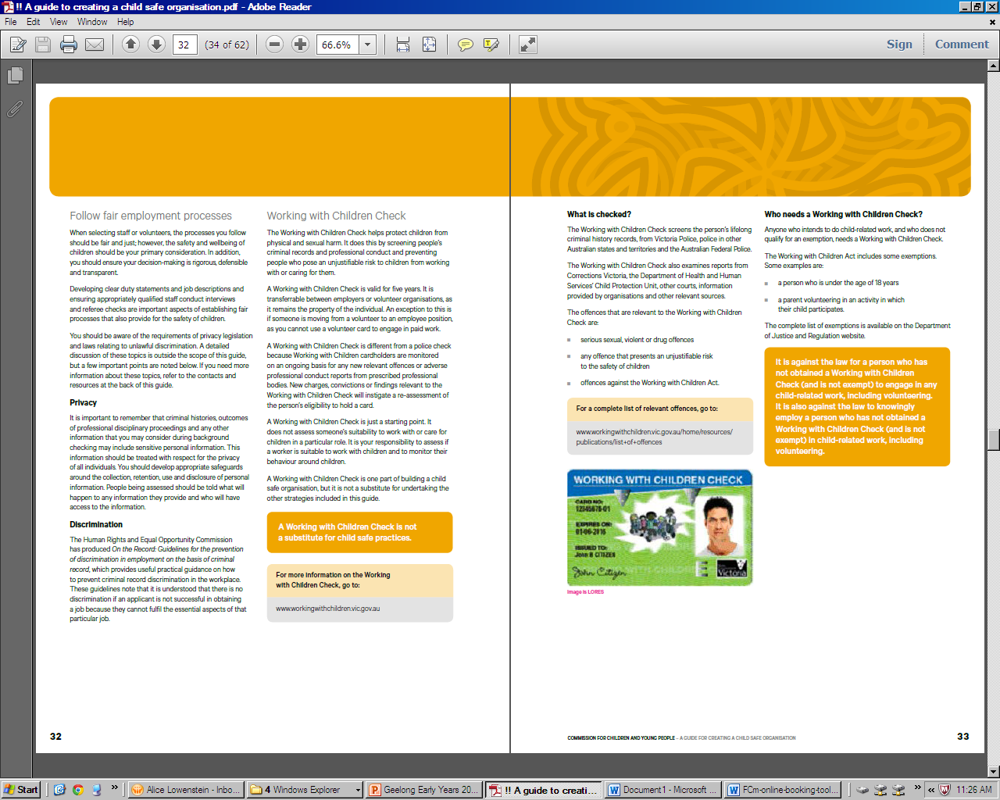 !! A guide to creating a child safe organisation.pdf - Adobe Reader
File Edit View Window Help
32 (34 of 62) 66.6% Sign Comment
Follow fair employment processes
When selecting staff or volunteers, the processes you follow
should be fair and just; however, the safety and wellbeing of
children should be your primary consideration. In addition,
you should ensure your decision-making is rigorous, defensible
and transparent.
Developing clear duty statements and job descriptions and
ensuring appropriately qualified staff conduct interviews
and referee checks are important aspects of establishing fair
processes that also provide for the safety of children.
You should be aware of the requirements of privacy legislation
and laws relating to unlawful discrimination. A detailed
discussion of these topics is outside the scope of this guide,
but a few important points are noted below. If you need more
information about these topics, refer to the contacts and
resources at the back of this guide.
Privacy
It is important to remember that criminal histories, outcomes
of professional disciplinary proceedings and any other
information that you may consider during background
checking may include sensitive personal information. This
information should be treated with respect for the privacy
of all individuals. You should develop appropriate safeguards
around the collection, retention, use and disclosure of personal
information. People being assessed should be told what will
happen to any information they provide and who will have
access to the information.
Discrimination
The Human Rights and Equal Opportunity Commission
has produced On the Record: Guidelines for the prevention
of discrimination in employment on the basis of criminal
record, which provides useful practical guidance on how
to prevent criminal record discrimination in the workplace.
These guidelines note that it is understood that there is no
discrimination if an applicant is not successful in obtaining
a job because they cannot fulfil the essential aspects of that
particular job.
Working with Children Check
The Working with Children Check helps protect children from
physical and sexual harm. It does this by screening people's
criminal records and professional conduct and preventing
people who pose an unjustifiable risk to children from working
with or caring for them.
A Working with Children Check is valid for five years. It is
transferrable between employers or volunteer organisations, as
it remains the property of the individual. An exception to this is
if someone is moving from a volunteer to an employee position,
as you cannot use a volunteer card to engage in paid work.
A Working with Children Check is different from a police check
because Working with Children cardholders are monitored
on an ongoing basis for any new relevant offences or adverse
professional conduct reports from prescribed professional
bodies. New charges, convictions or findings relevant to the
Working with Children Check will instigate a re-assessment of
the person's eligibility to hold a card.
A Working with Children Check is just a starting point. It
does not assess someone's suitability to work with or care for
children in a particular role. It is your responsibility to assess if
a worker is suitable to work with children and to monitor their
behaviour around children.
A Working with Children Check is one part of building a child
safe organisation, but it is not a substitute for undertaking the
other strategies included in this guide.
A Working with Children Check is not
a substitute for child safe practices.
For more information on the Working
with Children Check, go to:
www.workingwithchildren.vic.gov.au
32
What is checked?
The Working with Children Check screens the person's lifelong
criminal history records, from Victoria Police, police in other
Australian states and territories and the Australian Federal Police.
The Working with Children Check also examines reports from
Corrections Victoria, the Department of Health and Human
Services' Child Protection Unit, other courts, information
provided by organisations and other relevant sources.
The offences that are relevant to the Working with Children
Check are:
serious sexual, violent or drug offences
any offence that presents an unjustifiable risk
to the safety of children
offences against the Working with Children Act.
For a complete list of relevant offences, go to:
www.workingwithchildren.vic.gov.au/home/resources/
publications/list+of+offences
WORKING WITH CHILDREN CHECK
CARD NO:
12345678-01
EXPIRES ON:
01-06-2016
ISSUED TO:
John B CITIZEN
John Citizen
Victoria
Image is LORES
Who needs a Working with Children Check?
Anyone who intends to do child-related work, and who does not
qualify for an exemption, needs a Working with Children Check.
The Working with Children Act includes some exemptions.
Some examples are:
a person who is under the age of 18 years
a parent volunteering in an activity in which
their child participates.
The complete list of exemptions is available on the Department
of Justice and Regulation website.
It is against the law for a person who has
not obtained a Working with Children
Check (and is not exempt) to engage in any
child-related work, including volunteering.
It is also against the law to knowingly
employ a person who has not obtained a
Working with Children Check (and is not
exempt) in child-related work, including
volunteering.
COMMISSION FOR CHILDREN AND YOUNG PEOPLE – A GUIDE FOR CREATING A CHILD SAFE ORGANISATION
33
Start Alice Lowenstein - Inbo... 4 Windows Explorer Geelong Early Years 20... !! A guide to creati... Document1 - Microsoft ... FCm-online-booking-tool... 11:26 AM